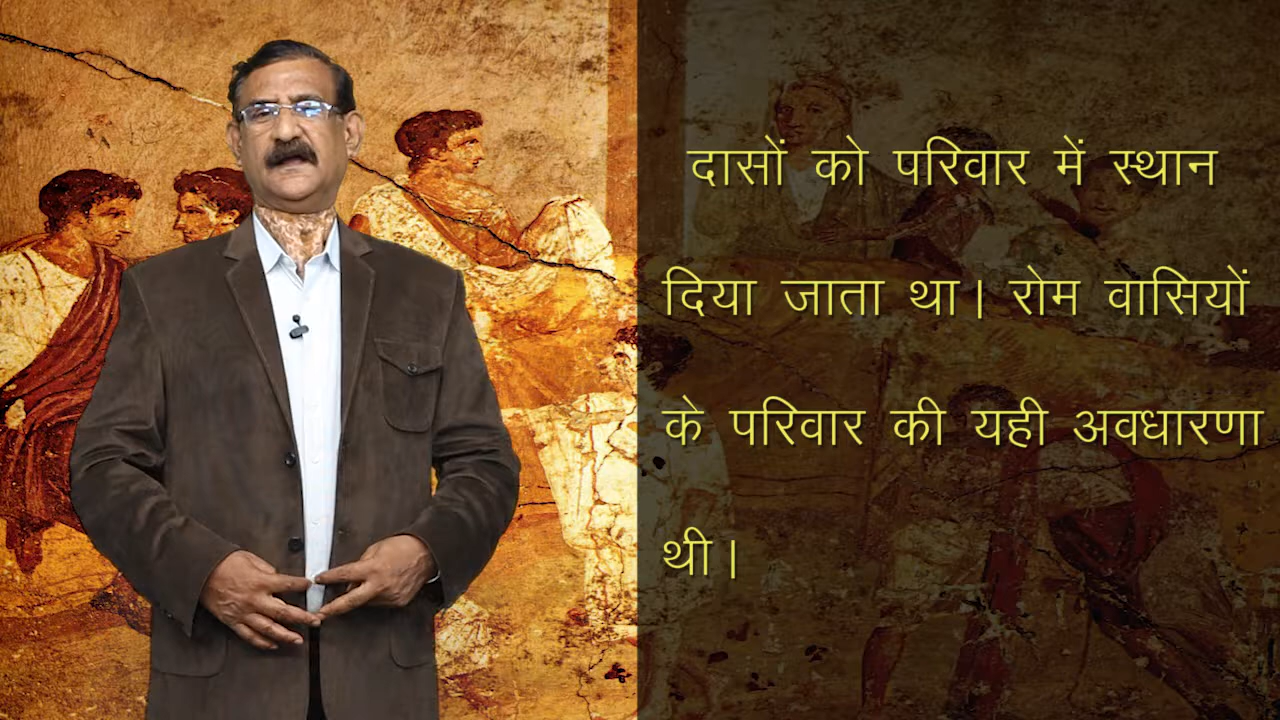 दासों को परिवार में स्थान
दिया जाता था। रोम वासियों
के परिवार की यही अवधारणा
थी।